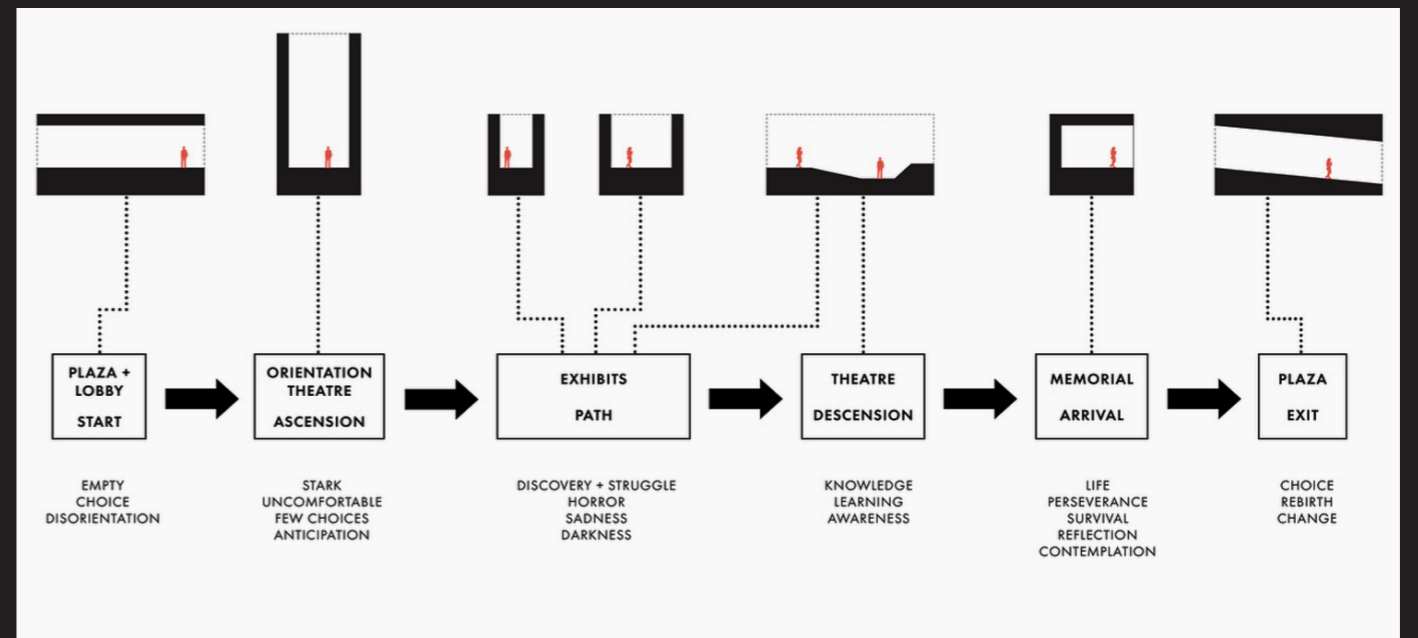 PLAZA +
LOBBY
START
ORIENTATION
THEATRE
ASCENSION
EXHIBITS
PATH
THEATRE
DESCENSION
MEMORIAL
ARRIVAL
PLAZA
EXIT
EMPTY
CHOICE
DISORIENTATION
STARK
UNCOMFORTABLE
FEW CHOICES
ANTICIPATION
DISCOVERY + STRUGGLE
HORROR
SADNESS
DARKNESS
KNOWLEDGE
LEARNING
AWARENESS
LIFE
PERSEVERANCE
SURVIVAL
REFLECTION
CONTEMPLATION
CHOICE
REBIRTH
CHANGE